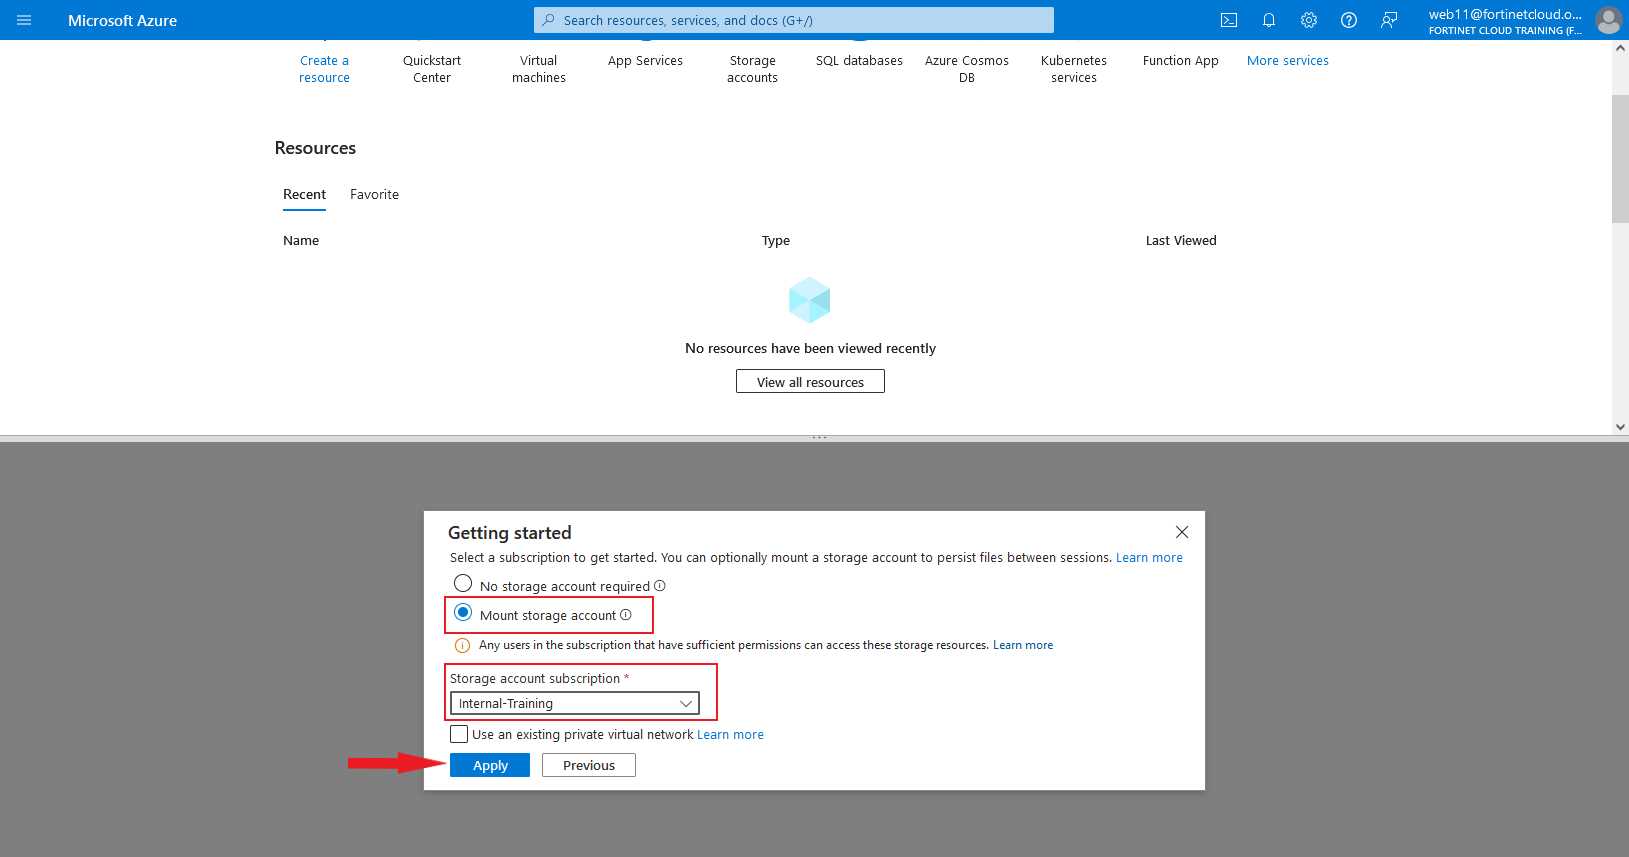 Microsoft Azure
Search resources, services, and docs (G+/)
web11@fortinetcloud.o...
FORTINET CLOUD TRAINING (F...
Create a
resource
Quickstart
Center
Virtual
machines
App Services
Storage
accounts
SQL databases
Azure Cosmos
DB
Kubernetes
services
Function App
More services
Resources
Recent
Favorite
Name
Type
Last Viewed
No resources have been viewed recently
View all resources
Getting started
Select a subscription to get started. You can optionally mount a storage account to persist files between sessions. Learn more
No storage account required
Mount storage account
Any users in the subscription that have sufficient permissions can access these storage resources. Learn more
Storage account subscription *
Internal-Training
Use an existing private virtual network Learn more
Apply
Previous